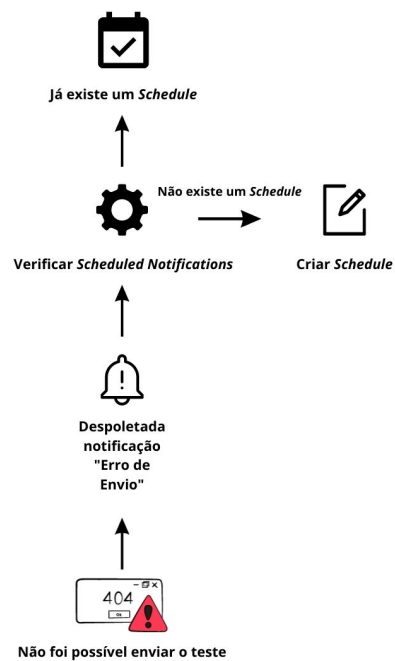 Já existe um Schedule
Não existe um Schedule
Verificar Scheduled Notifications
Criar Schedule
Despoletada
notificação
"Erro de
Envio"
404
Ok
Não foi possível enviar o teste